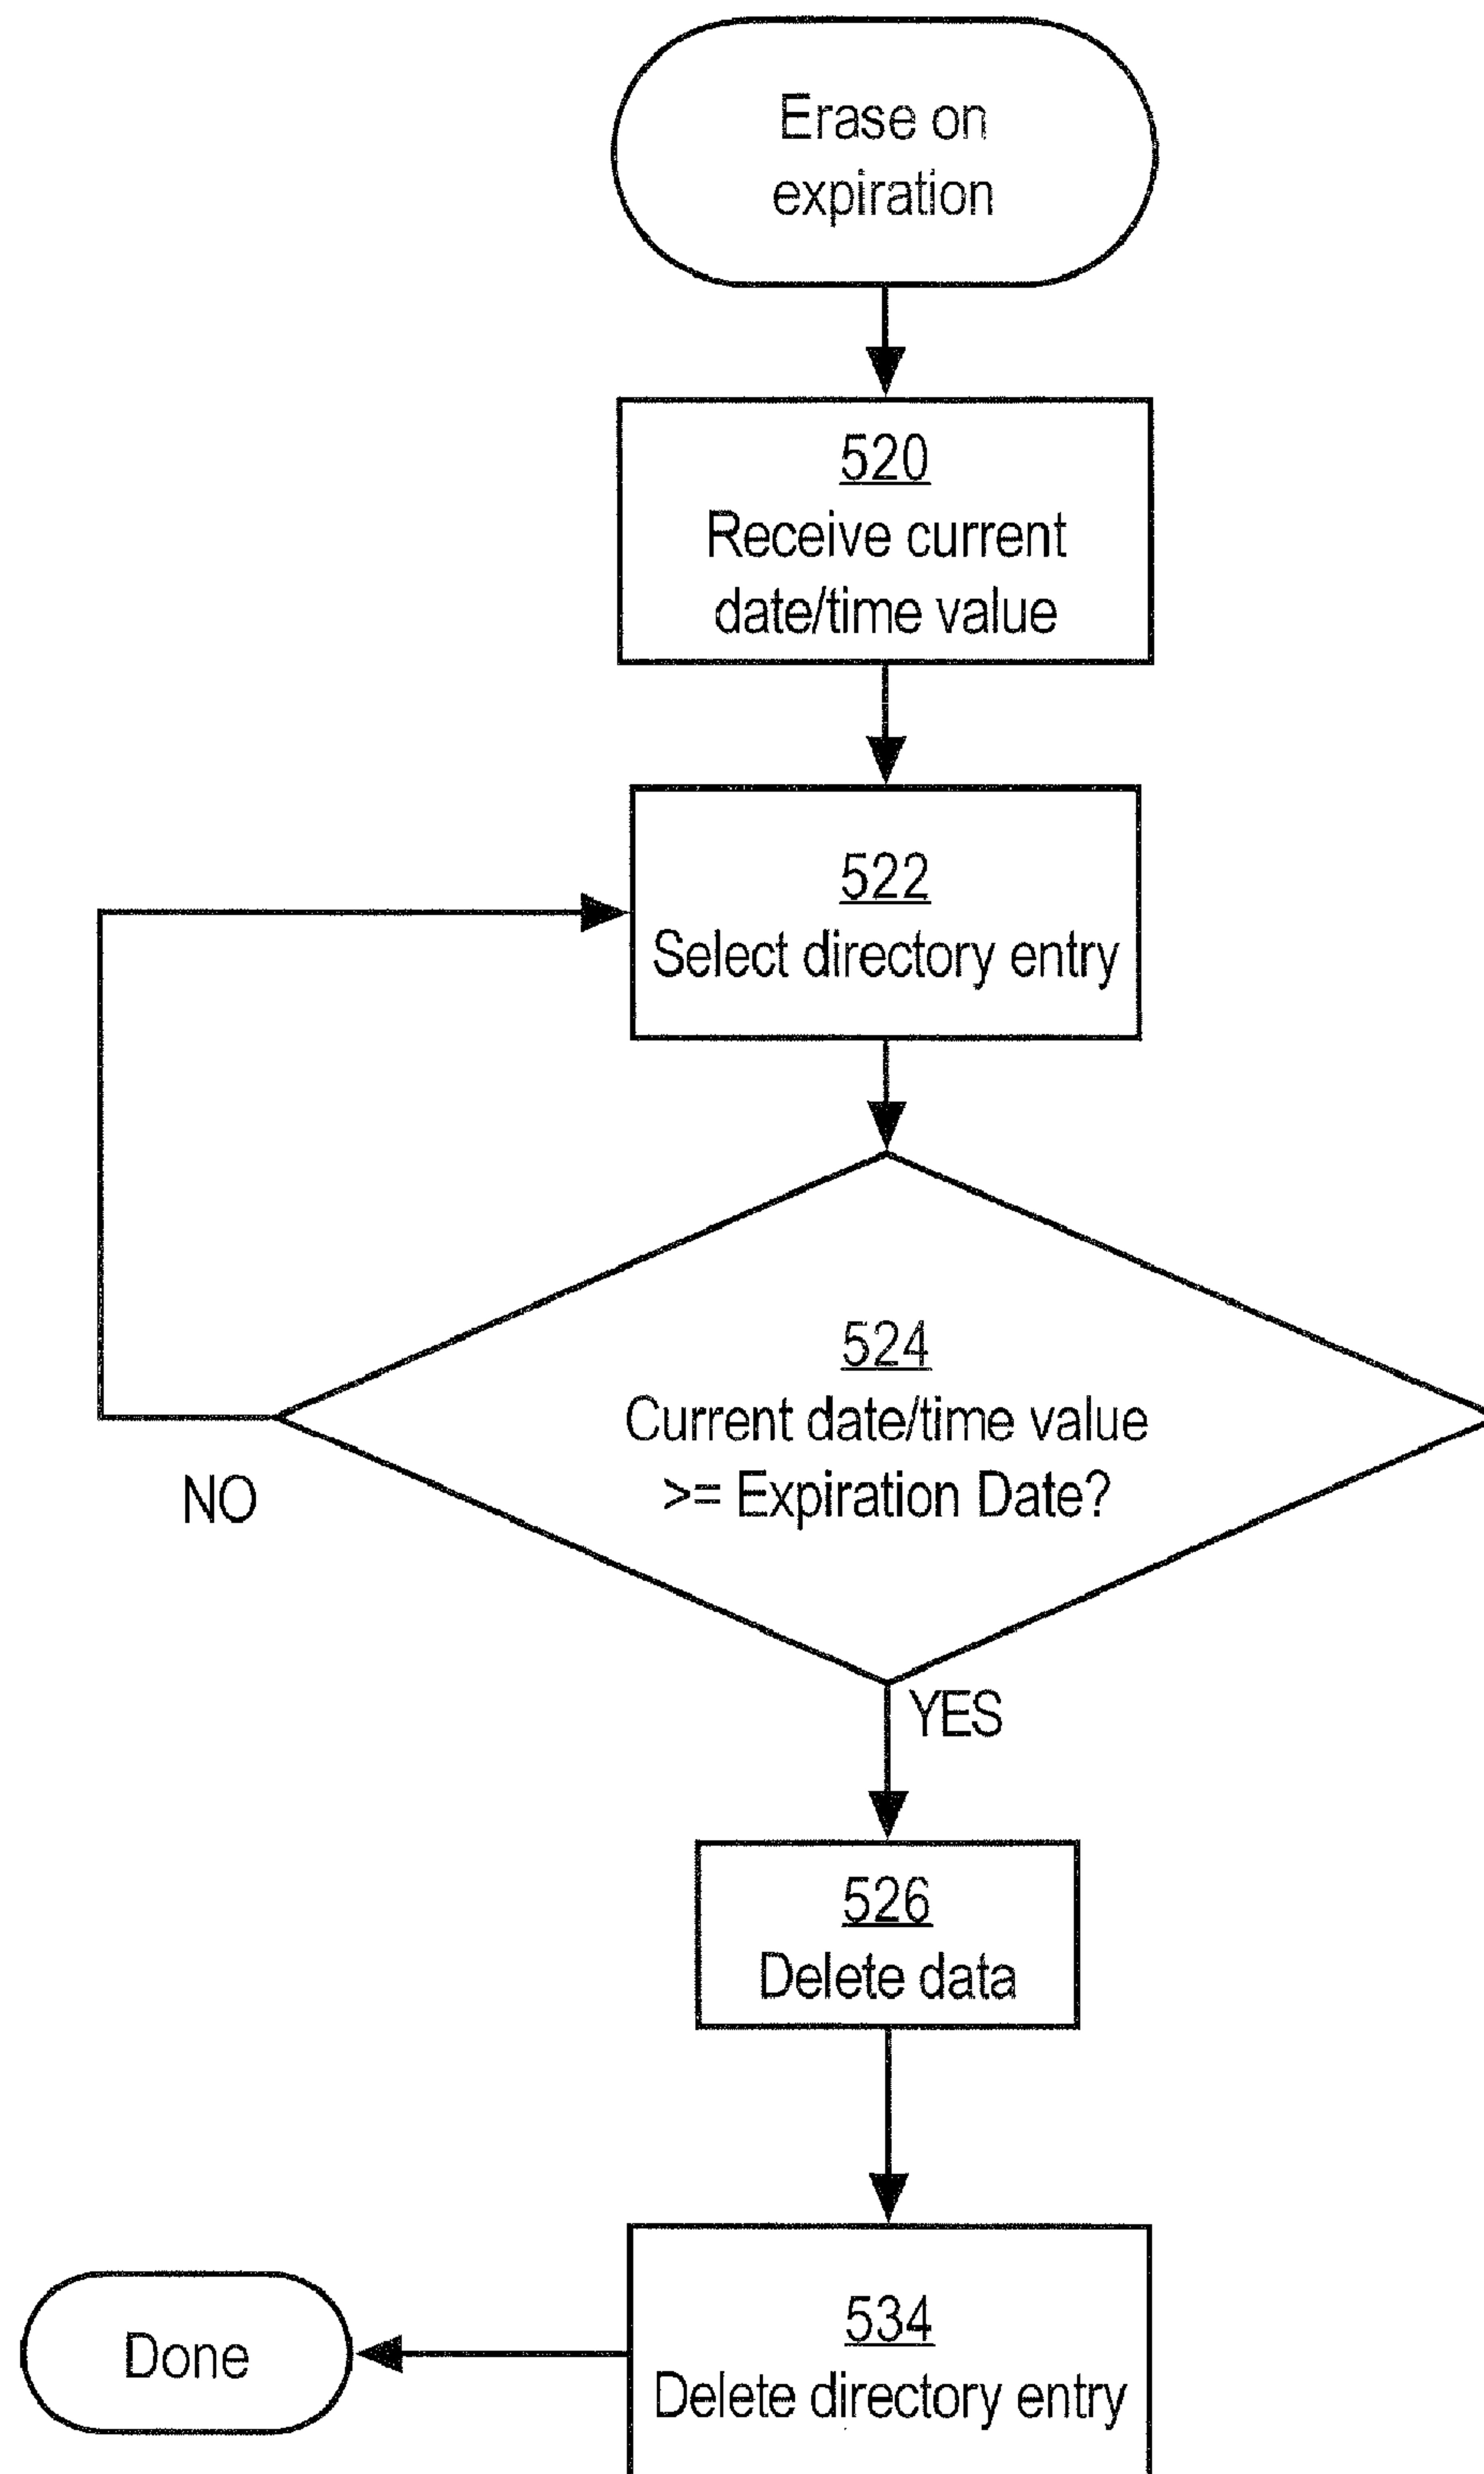 Erase on
expiration
520
Receive current
date/time value
522
Select directory entry
524
Current date/time value
>= Expiration Date?
NO
YES
526
Delete data
534
Delete directory entry
Done